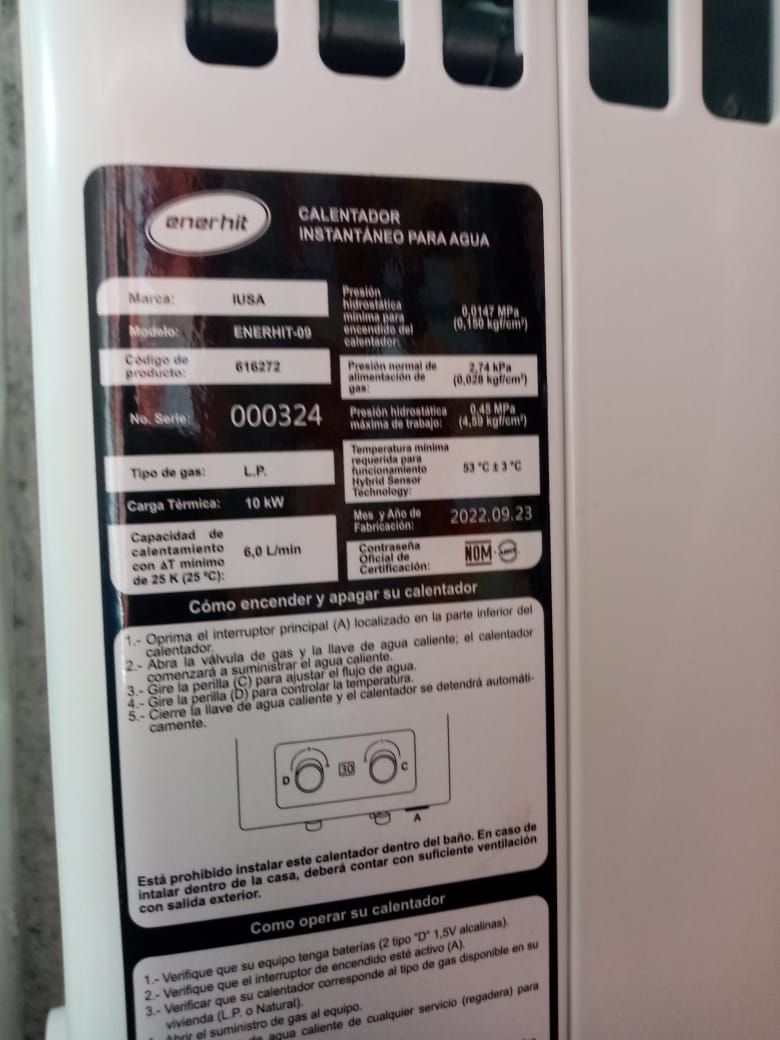 enerhit
CALENTADOR
INSTANTÁNEO PARA AGUA
Marca: IUSA
Modelo: ENERHIT-09
Código de
producto: 616272
No. Serie: 000324
Tipo de gas: L.P.
Carga Térmica: 10 kW
Capacidad de
calentamiento
con ΔT mínimo
de 25 K (25 °C): 6,0 L/min
Presión
hidrostática
mínima para
encendido del
calentador: 0,0147 MPa
(0,150 kgf/cm²)
Presión normal de
alimentación de
gas: 2,74 kPa
(0,028 kgf/cm²)
Presión hidrostática
máxima de trabajo: 0,45 MPa
(4,59 kgf/cm²)
Temperatura mínima
requerida para
funcionamiento
Hybrid Sensor
Technology: 53 °C ± 3 °C
Mes y Año de
Fabricación: 2022.09.23
Contraseña
Oficial de
Certificación: NOM
Cómo encender y apagar su calentador
1.- Oprima el interruptor principal (A) localizado en la parte inferior del
calentador.
2.- Abra la válvula de gas y la llave de agua caliente; el calentador
comenzará a suministrar el agua caliente.
3.- Gire la perilla (C) para ajustar el flujo de agua.
4.- Gire la perilla (D) para controlar la temperatura.
5.- Cierre la llave de agua caliente y el calentador se detendrá automáti-
camente.
D 30 C
A
Está prohibido instalar este calentador dentro del baño. En caso de
intalar dentro de la casa, deberá contar con suficiente ventilación
con salida exterior.
Como operar su calentador
1.- Verifique que su equipo tenga baterías (2 tipo "D" 1,5V alcalinas).
2.- Verifique que el interruptor de encendido esté activo (A).
3.- Verificar que su calentador corresponde al tipo de gas disponible en su
vivienda (L.P. o Natural).
Abrir el suministro de gas al equipo.
de agua caliente de cualquier servicio (regadera) para